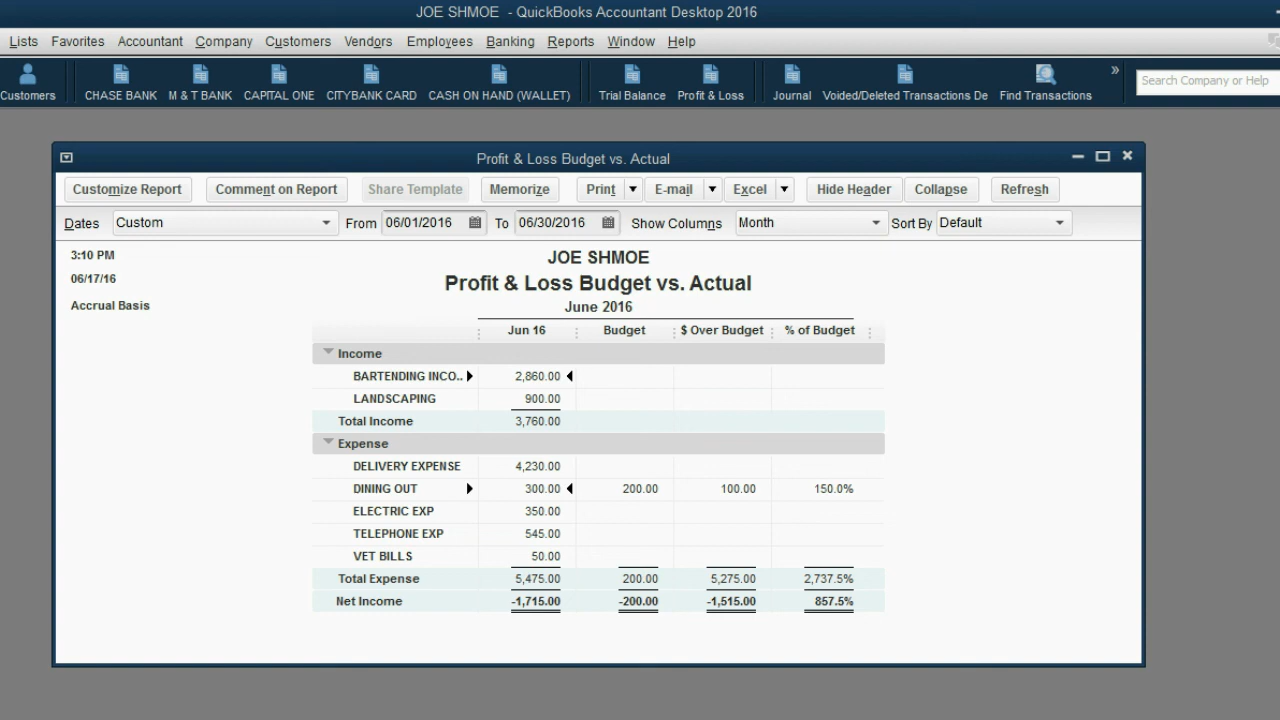 JOE SHMOE - QuickBooks Accountant Desktop 2016
Lists Favorites Accountant Company Customers Vendors Employees Banking Reports Window Help
Customers CHASE BANK M & T BANK CAPITAL ONE CITYBANK CARD CASH ON HAND (WALLET) Trial Balance Profit & Loss Journal Voided/Deleted Transactions De Find Transactions » Search Company or Help
Profit & Loss Budget vs. Actual
Customize Report Comment on Report Share Template Memorize Print E-mail Excel Hide Header Collapse Refresh
Dates Custom From 06/01/2016 To 06/30/2016 Show Columns Month Sort By Default
3:10 PM JOE SHMOE
06/17/16 Profit & Loss Budget vs. Actual
Accrual Basis June 2016
Jun 16 Budget $ Over Budget % of Budget
Income
BARTENDING INCO.. 2,860.00
LANDSCAPING 900.00
Total Income 3,760.00
Expense
DELIVERY EXPENSE 4,230.00
DINING OUT 300.00 200.00 100.00 150.0%
ELECTRIC EXP 350.00
TELEPHONE EXP 545.00
VET BILLS 50.00
Total Expense 5,475.00 200.00 5,275.00 2,737.5%
Net Income -1,715.00 -200.00 -1,515.00 857.5%